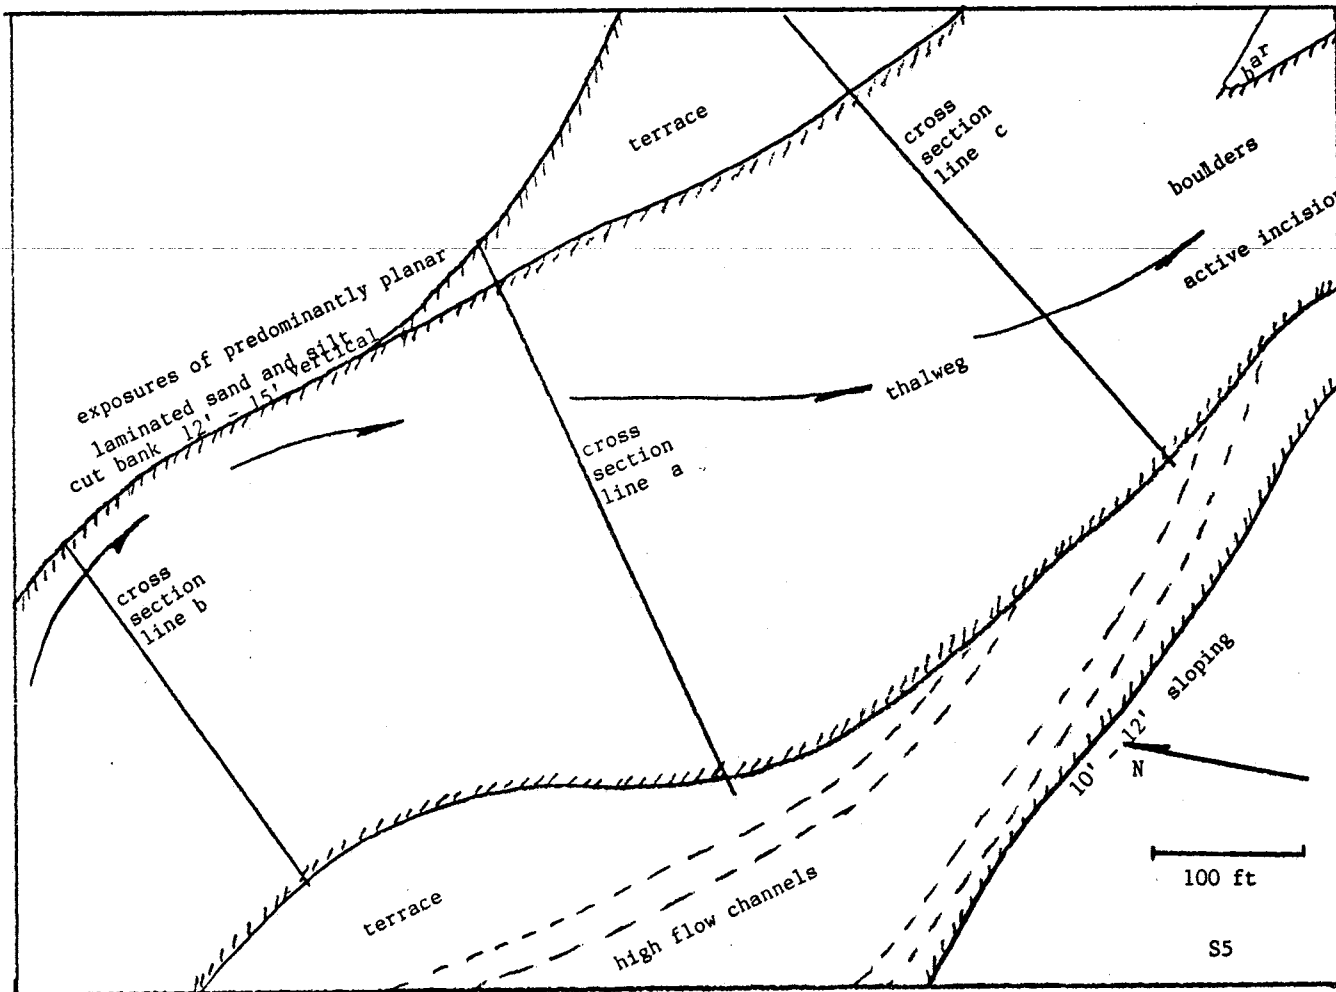 bar
terrace
cross
section
line c
boulders
active incision
exposures of predominantly planar
laminated sand and silt
cut bank 12' - 15' vertical
thalweg
cross
section
line a
cross
section
line b
10' - 12' sloping
N
100 ft
terrace
high flow channels
S5